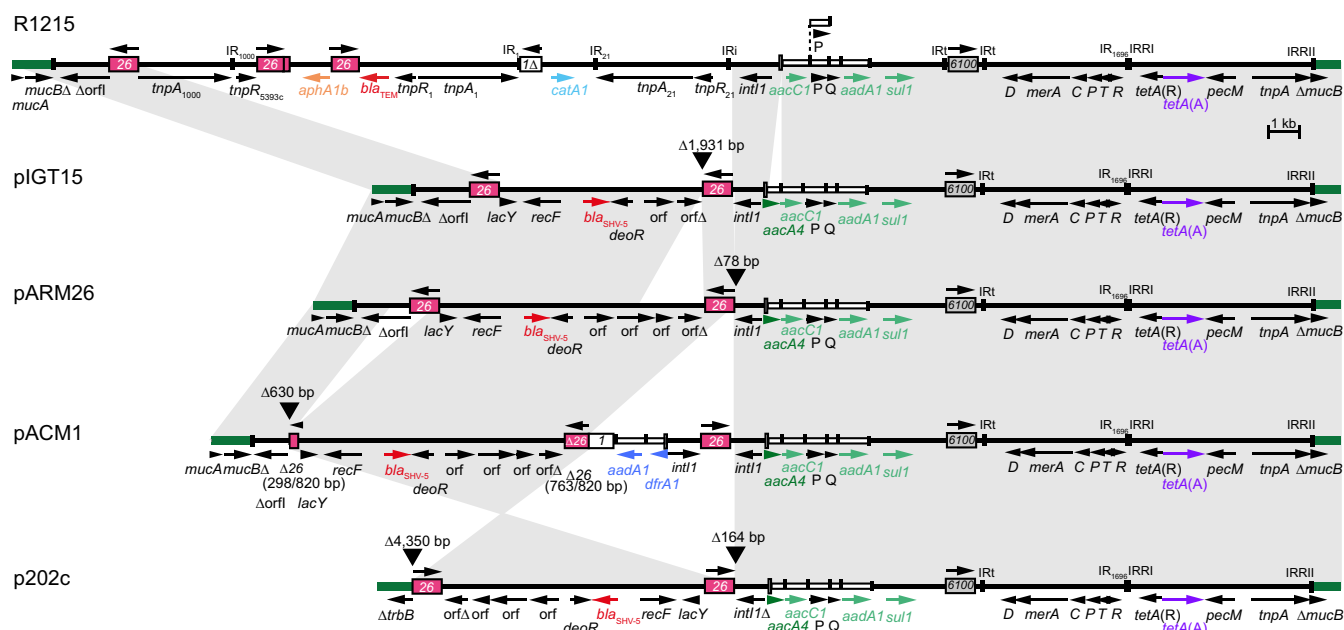 R1215
P
IR1000 IR1 IR21 IRi IRt IRt IR1696 IRRI IRRII
26 26 26 1Δ 6100
mucBΔ ΔorfI tnpA1000 tnpR5393c aphA1b blaTEM tnpR1 tnpA1 catA1 tnpA21 tnpR21 intI1 aacC1 P Q aadA1 sul1 D merA C P T R tetA(R) tetA(A) pecM tnpA ΔmucB
mucA
1 kb
Δ1,931 bp
pIGT15
IRt IR1696 IRRI IRRII
26 26 6100
mucA mucBΔ ΔorfI lacY recF blaSHV-5 deoR orf orfΔ intI1 aacC1 P Q aadA1 sul1 D merA C P T R tetA(R) pecM tnpA ΔmucB
aacA4 tetA(A)
Δ78 bp
pARM26
IRt IR1696 IRRI IRRII
26 26 6100
mucA mucBΔ ΔorfI lacY recF blaSHV-5 deoR orf orf orf orfΔ intI1 aacC1 P Q aadA1 sul1 D merA C P T R tetA(R) pecM tnpA ΔmucB
aacA4 tetA(A)
Δ630 bp
pACM1
IRt IR1696 IRRI IRRII
Δ26 1 26 6100
mucA mucBΔ Δ26 recF blaSHV-5 deoR orf orf orf orfΔ Δ26 aadA1 dfrA1 intI1 intI1 aacC1 P Q aadA1 sul1 D merA C P T R tetA(R) pecM tnpA ΔmucB
(298/820 bp) (763/820 bp) aacA4 tetA(A)
ΔorfI lacY
Δ4,350 bp Δ164 bp
p202c
IRt IR1696 IRRI IRRII
26 26 6100
ΔtrbB orfΔ orf orf orf deoR blaSHV-5 recF lacY intI1Δ aacC1 P Q aadA1 sul1 D merA C P T R tetA(R) pecM tnpA ΔmucB
aacA4 tetA(A)